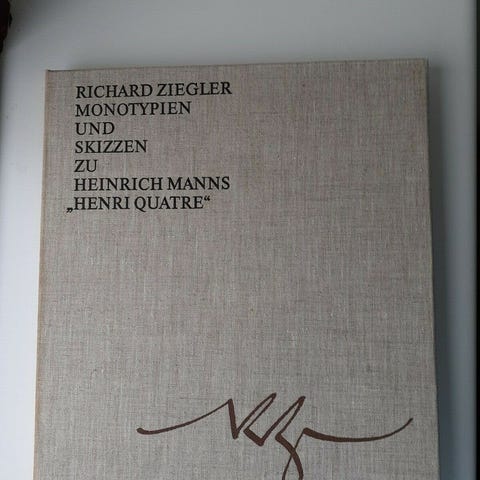 RICHARD ZIEGLER
MONOTYPIEN
UND
SKIZZEN
ZU
HEINRICH MANNS
„HENRI QUATRE“